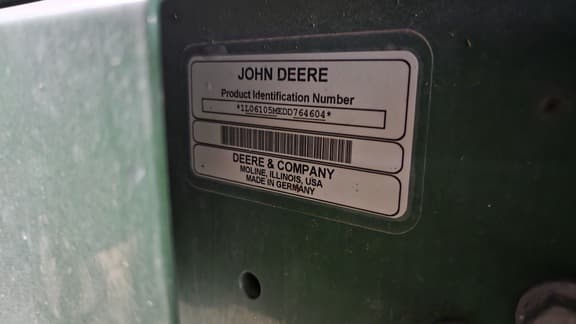 JOHN DEERE
Product Identification Number
*1L06105MEDD764604*
DEERE & COMPANY
MOLINE, ILLINOIS, USA
MADE IN GERMANY